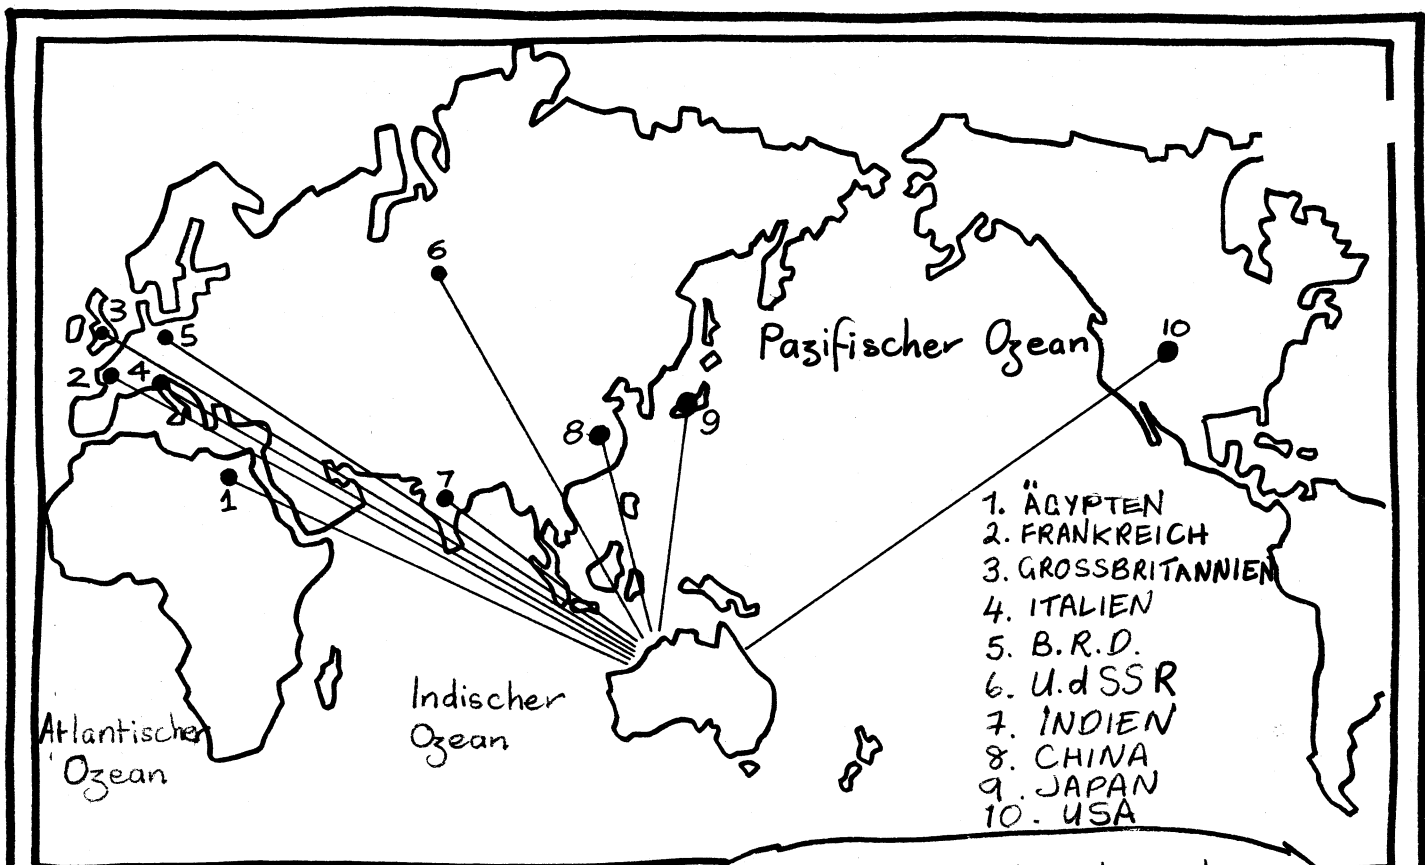 6
3
5
2
4
Pazifischer Ozean
10
8
9
7
1
1. ÄGYPTEN
2. FRANKREICH
3. GROSSBRITANNIEN
4. ITALIEN
5. B.R.D.
6. U.d SSR
7. INDIEN
8. CHINA
9. JAPAN
10. USA
Indischer
Ozean
Atlantischer
Ozean